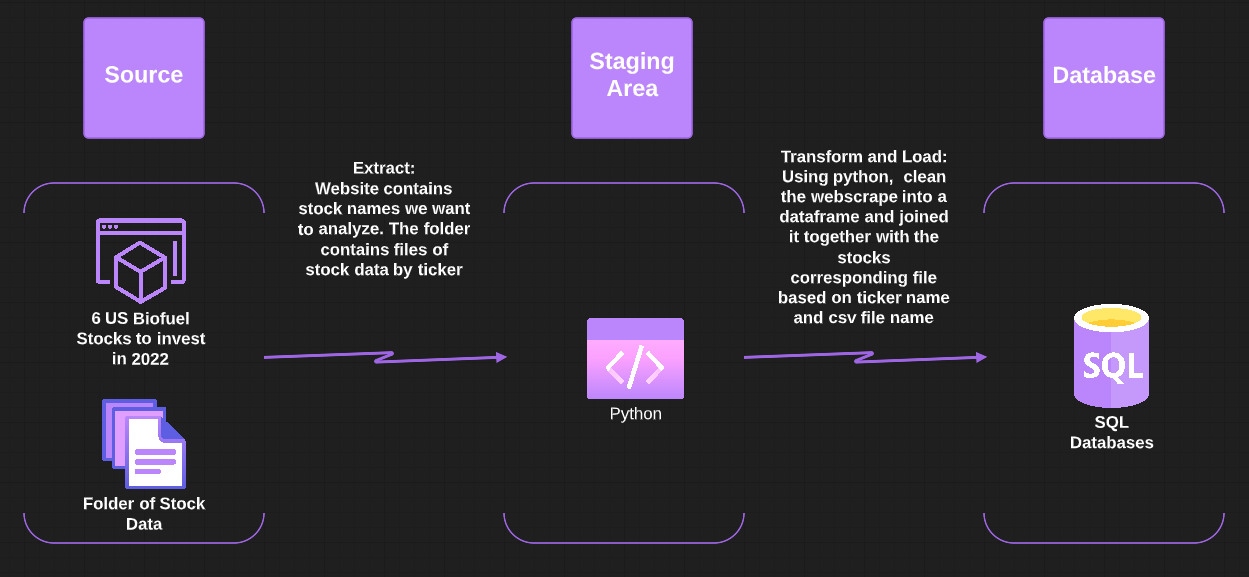 Source
Staging
Area
Database
Extract:
Website contains
stock names we want
to analyze. The folder
contains files of
stock data by ticker
Transform and Load:
Using python,  clean
the webscrape into a
dataframe and joined
it together with the
stocks
corresponding file
based on ticker name
and csv file name
6 US Biofuel
Stocks to invest
in 2022
Folder of Stock
Data
</>
Python
SQL
SQL
Databases